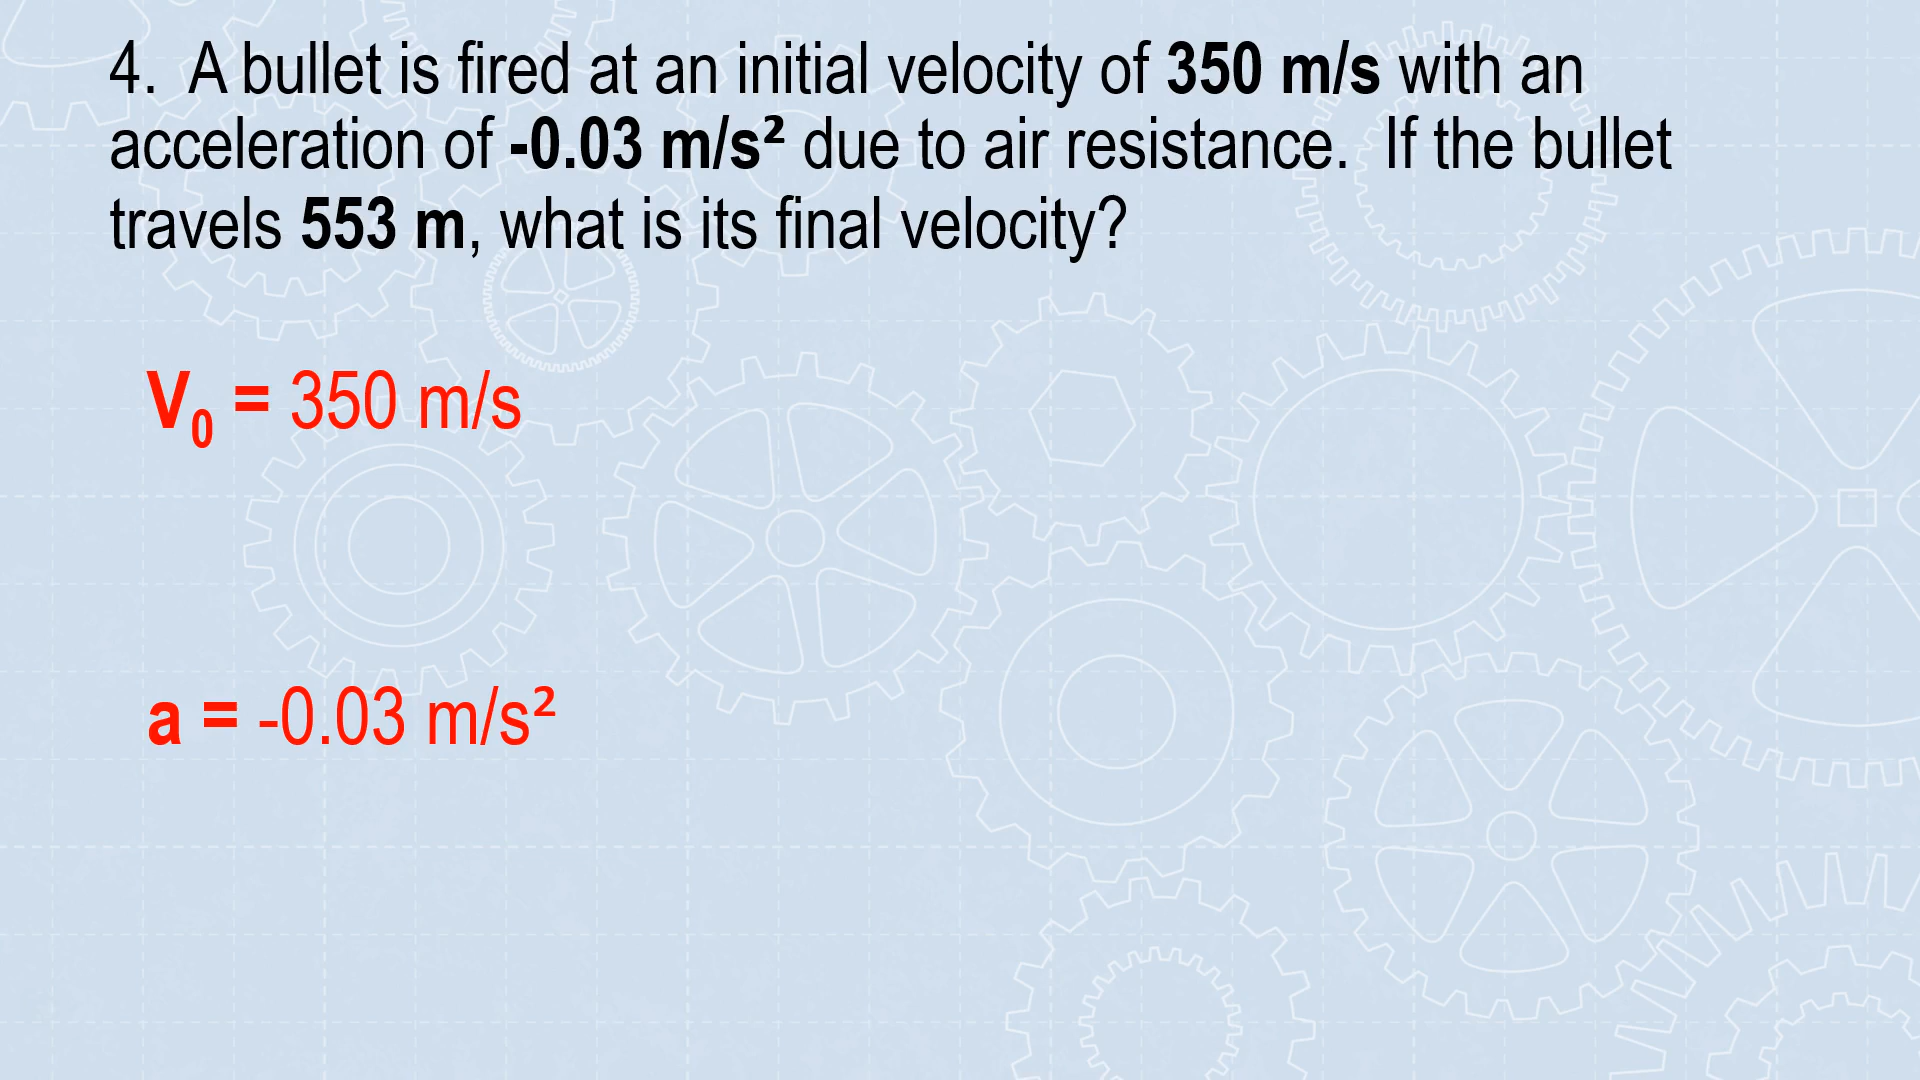 4.  A bullet is fired at an initial velocity of 350 m/s with an
acceleration of -0.03 m/s² due to air resistance.  If the bullet
travels 553 m, what is its final velocity?
V₀ = 350 m/s
a = -0.03 m/s²